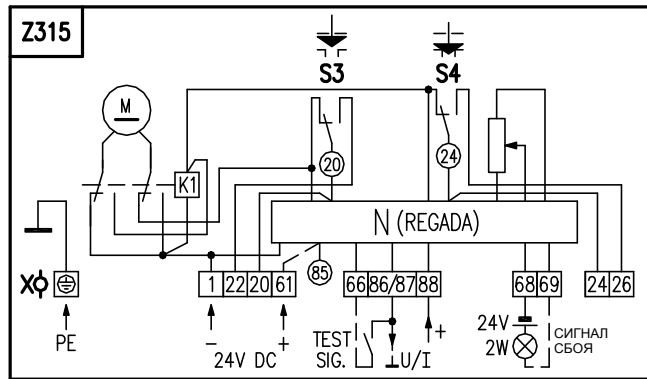 Z315
S3
S4
M
K1
20
24
N (REGADA)
X
1 22 20 61
85
66 86/87 88
68 69
24 26
PE
- 24V DC +
TEST
SIG.
U/I
+
24V
2W
СИГНАЛ
СБОЯ